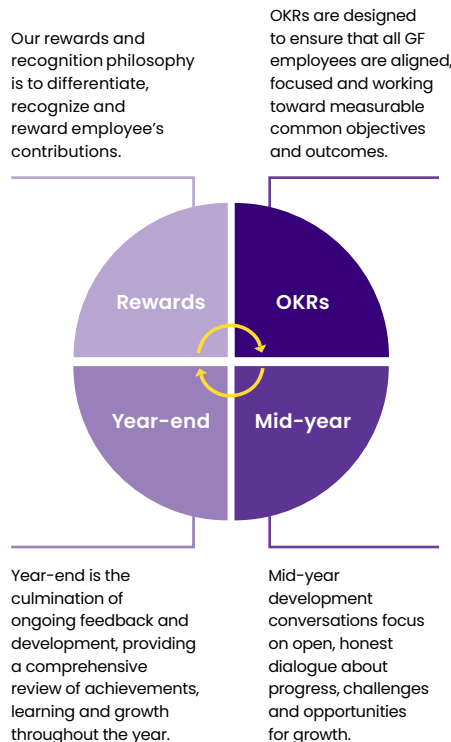 Our rewards and
recognition philosophy
is to differentiate,
recognize and
reward employee’s
contributions.
OKRs are designed
to ensure that all GF
employees are aligned,
focused and working
toward measurable
common objectives
and outcomes.
Rewards
OKRs
Year-end
Mid-year
Year-end is the
culmination of
ongoing feedback and
development, providing
a comprehensive
review of achievements,
learning and growth
throughout the year.
Mid-year
development
conversations focus
on open, honest
dialogue about
progress, challenges
and opportunities
for growth.